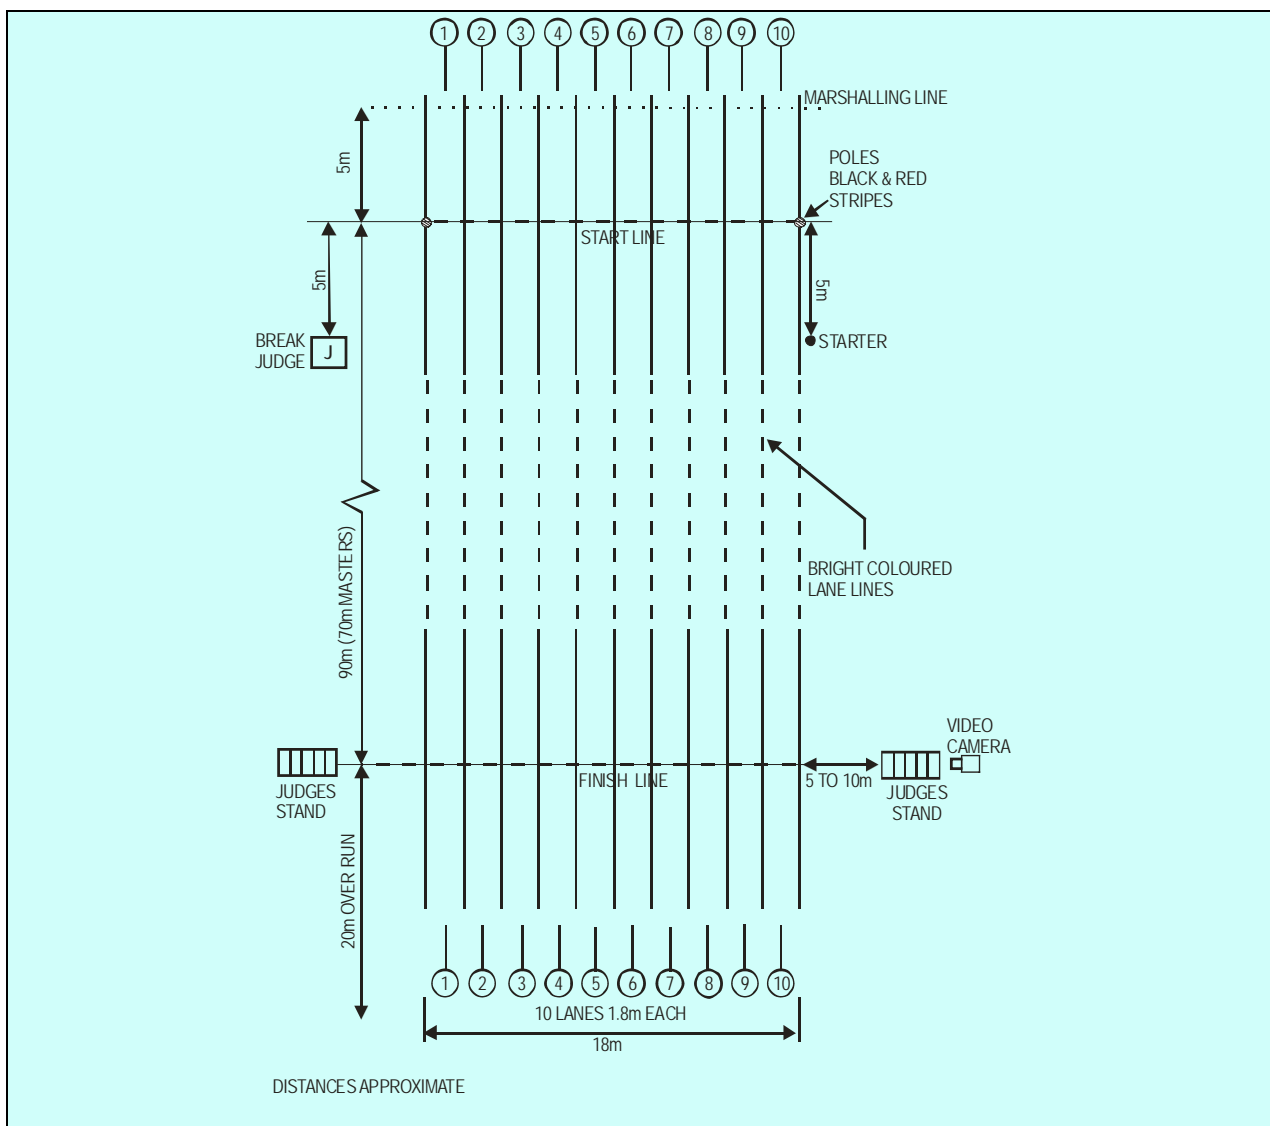 1 2 3 4 5 6 7 8 9 10
MARSHALLING LINE
5m
POLES
BLACK & RED
STRIPES
START LINE
5m
5m
BREAK
JUDGE
J
STARTER
BRIGHT COLOURED
LANE LINES
90m (70m MASTERS)
VIDEO
CAMERA
FINISH LINE
5 TO 10m
JUDGES
STAND
JUDGES
STAND
20m OVER RUN
1 2 3 4 5 6 7 8 9 10
10 LANES 1.8m EACH
18m
DISTANCES APPROXIMATE